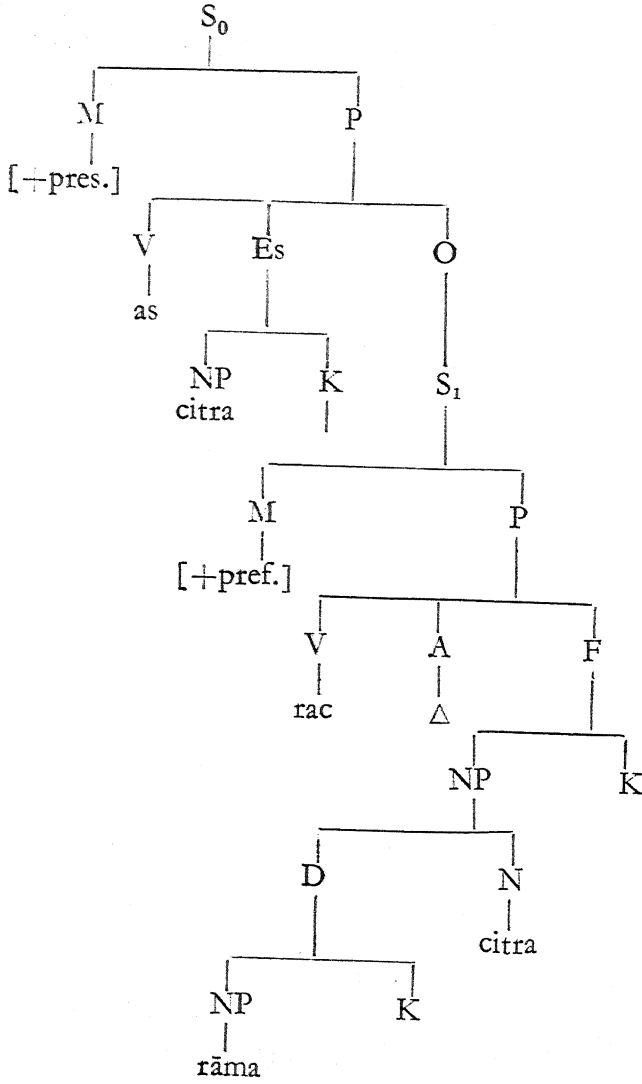 S₀
M P
[+pres.]
V Es O
as
NP K S₁
citra
M P
[+pref.]
V A F
rac △
NP K
D N
citra
NP K
rāma